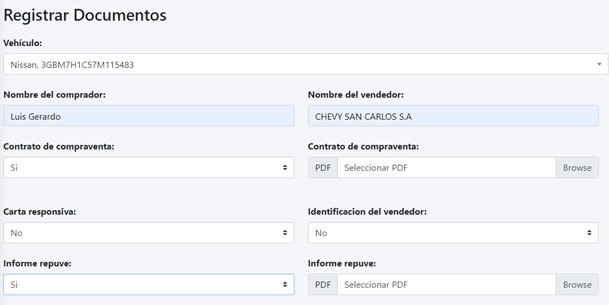 Registrar Documentos
Vehículo:
Nissan, 3GBM7H1C57M115483
Nombre del comprador:
Nombre del vendedor:
Luis Gerardo
CHEVY SAN CARLOS S.A
Contrato de compraventa:
Contrato de compraventa:
Si
PDF Seleccionar PDF Browse
Carta responsiva:
Identificacion del vendedor:
No
No
Informe repuve:
Informe repuve:
Si
PDF Seleccionar PDF Browse